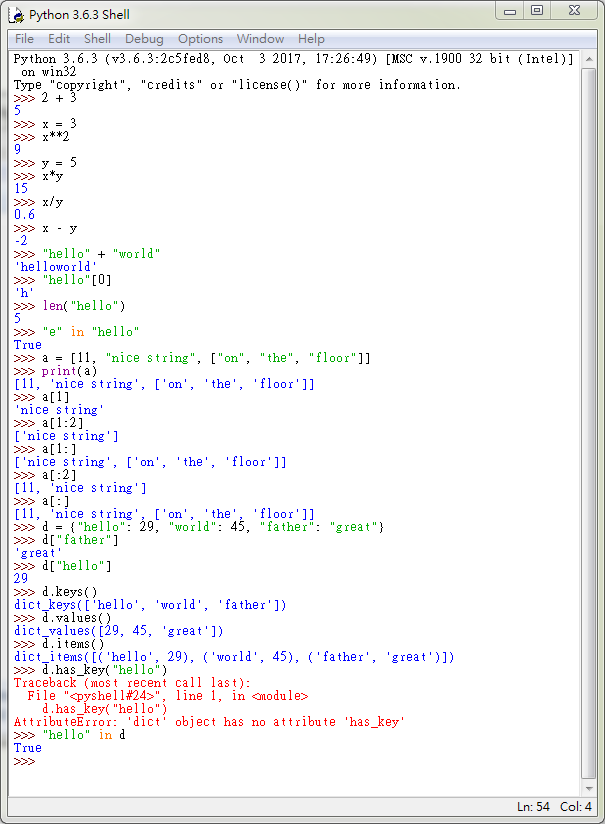 Python 3.6.3 Shell
File Edit Shell Debug Options Window Help
Python 3.6.3 (v3.6.3:2c5fed8, Oct  3 2017, 17:26:49) [MSC v.1900 32 bit (Intel)]
 on win32
Type "copyright", "credits" or "license()" for more information.
>>> 2 + 3
5
>>> x = 3
>>> x**2
9
>>> y = 5
>>> x*y
15
>>> x/y
0.6
>>> x - y
-2
>>> "hello" + "world"
'helloworld'
>>> "hello"[0]
'h'
>>> len("hello")
5
>>> "e" in "hello"
True
>>> a = [11, "nice string", ["on", "the", "floor"]]
>>> print(a)
[11, 'nice string', ['on', 'the', 'floor']]
>>> a[1]
'nice string'
>>> a[1:2]
['nice string']
>>> a[1:]
['nice string', ['on', 'the', 'floor']]
>>> a[:2]
[11, 'nice string']
>>> a[:]
[11, 'nice string', ['on', 'the', 'floor']]
>>> d = {"hello": 29, "world": 45, "father": "great"}
>>> d["father"]
'great'
>>> d["hello"]
29
>>> d.keys()
dict_keys(['hello', 'world', 'father'])
>>> d.values()
dict_values([29, 45, 'great'])
>>> d.items()
dict_items([('hello', 29), ('world', 45), ('father', 'great')])
>>> d.has_key("hello")
Traceback (most recent call last):
  File "<pyshell#24>", line 1, in <module>
    d.has_key("hello")
AttributeError: 'dict' object has no attribute 'has_key'
>>> "hello" in d
True
>>>
Ln: 54 Col: 4